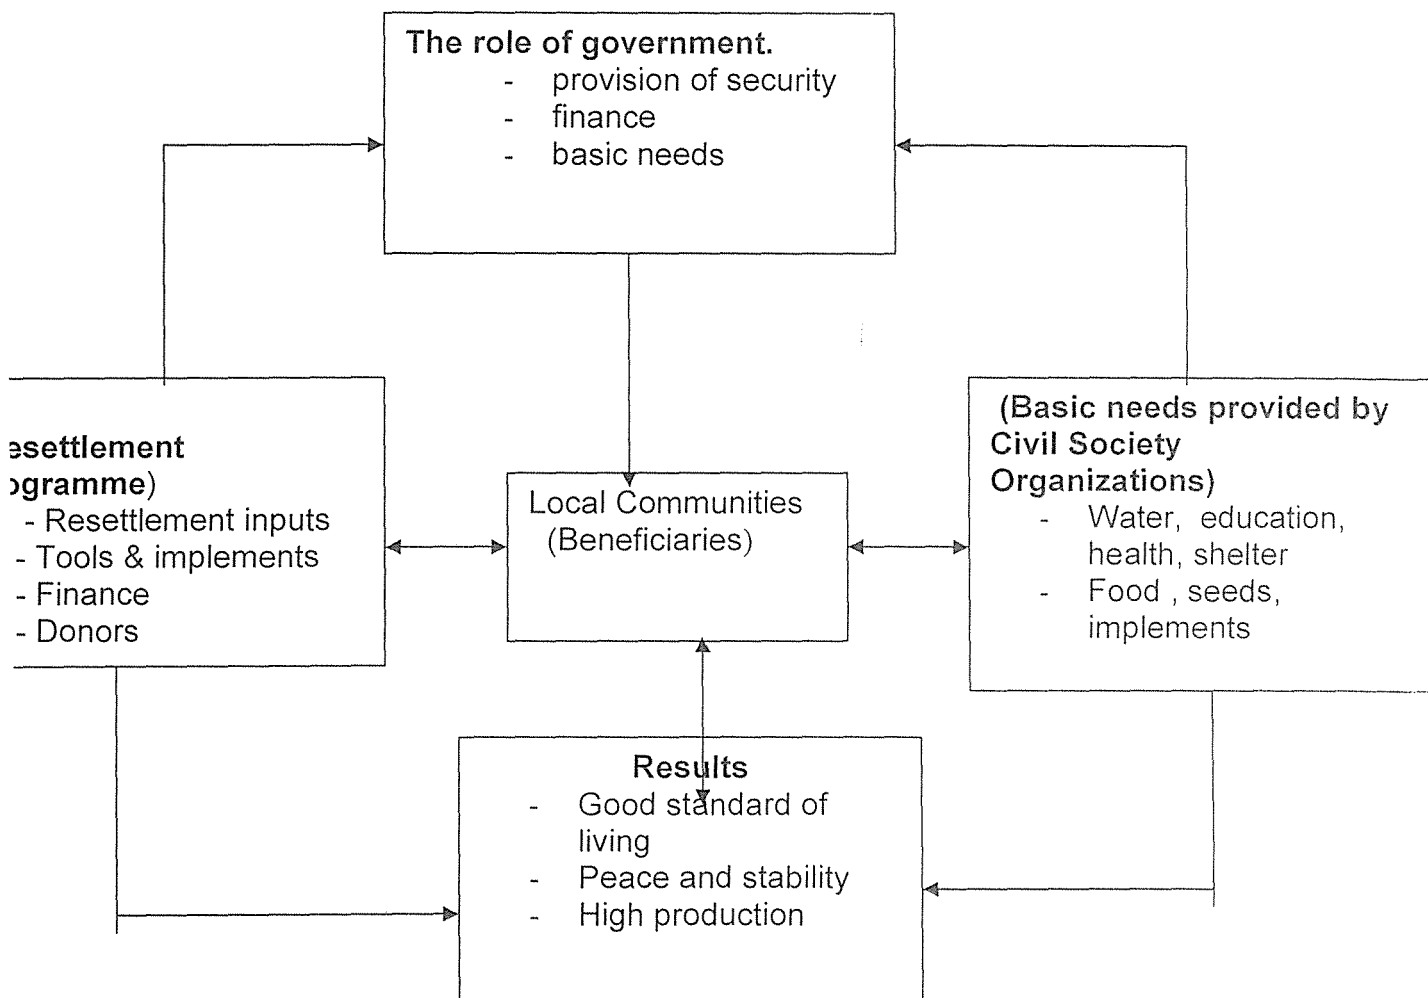 The role of government.
- provision of security
- finance
- basic needs
esettlement
ogramme)
- Resettlement inputs
- Tools & implements
- Finance
- Donors
Local Communities
(Beneficiaries)
(Basic needs provided by
Civil Society
Organizations)
- Water, education,
health, shelter
- Food , seeds,
implements
Results
- Good standard of
living
- Peace and stability
- High production